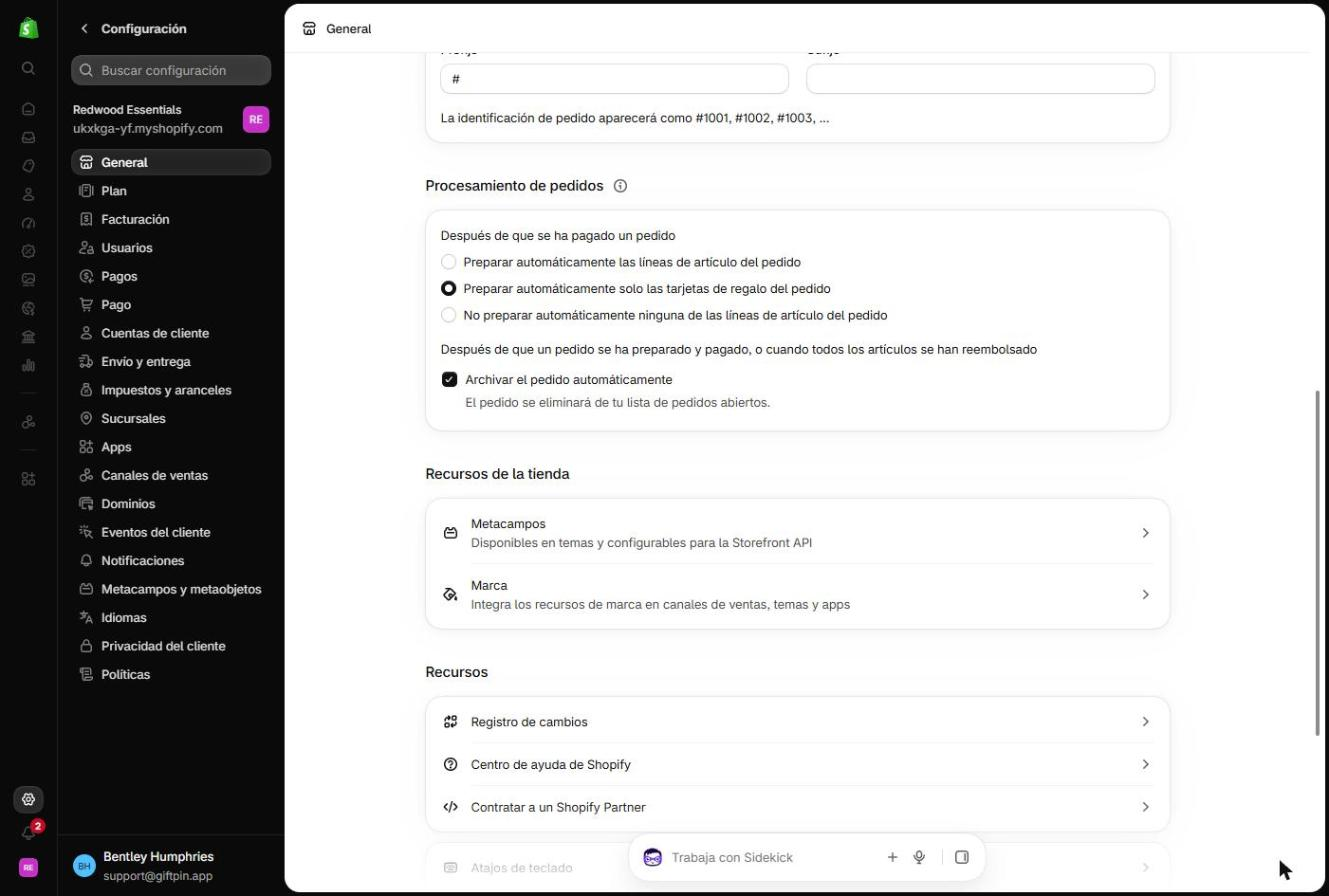 Configuración
Buscar configuración
Redwood Essentials
ukxkga-yf.myshopify.com
RE
General
Plan
Facturación
Usuarios
Pagos
Pago
Cuentas de cliente
Envío y entrega
Impuestos y aranceles
Sucursales
Apps
Canales de ventas
Dominios
Eventos del cliente
Notificaciones
Metacampos y metaobjetos
Idiomas
Privacidad del cliente
Políticas
2
RE
BH
Bentley Humphries
support@giftpin.app
General
#
La identificación de pedido aparecerá como #1001, #1002, #1003, ...
Procesamiento de pedidos
Después de que se ha pagado un pedido
Preparar automáticamente las líneas de artículo del pedido
Preparar automáticamente solo las tarjetas de regalo del pedido
No preparar automáticamente ninguna de las líneas de artículo del pedido
Después de que un pedido se ha preparado y pagado, o cuando todos los artículos se han reembolsado
Archivar el pedido automáticamente
El pedido se eliminará de tu lista de pedidos abiertos.
Recursos de la tienda
Metacampos
Disponibles en temas y configurables para la Storefront API
Marca
Integra los recursos de marca en canales de ventas, temas y apps
Recursos
Registro de cambios
Centro de ayuda de Shopify
Contratar a un Shopify Partner
Atajos de teclado
Trabaja con Sidekick